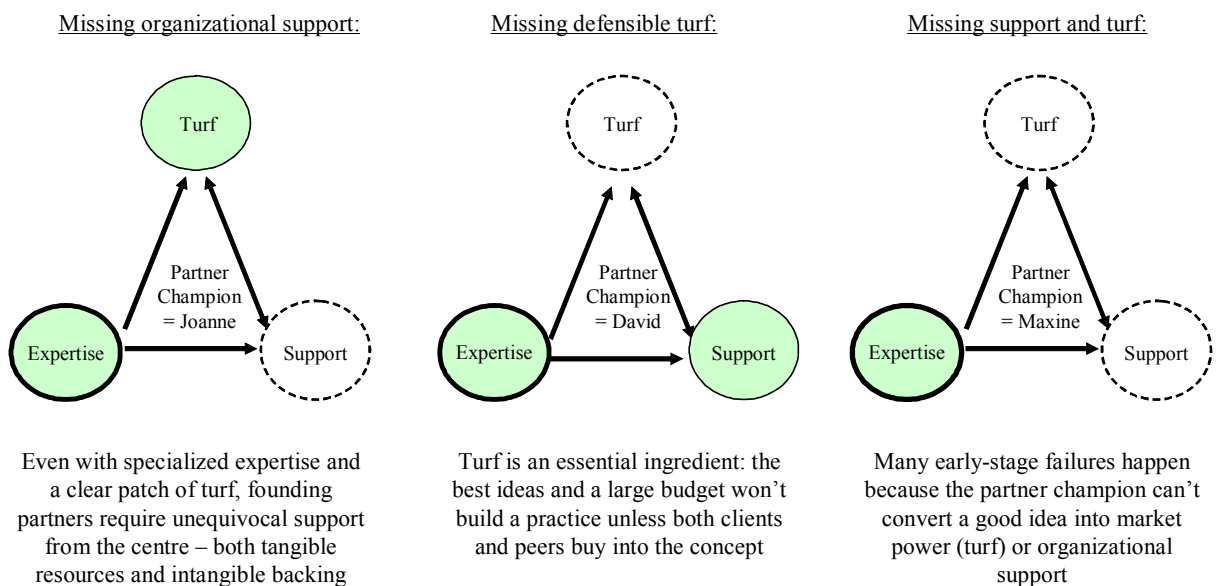 Missing organizational support:
Turf
Partner
Champion
= Joanne
Expertise
Support
Even with specialized expertise and
a clear patch of turf, founding
partners require unequivocal support
from the centre – both tangible
resources and intangible backing
Missing defensible turf:
Turf
Partner
Champion
= David
Expertise
Support
Turf is an essential ingredient: the
best ideas and a large budget won’t
build a practice unless both clients
and peers buy into the concept
Missing support and turf:
Turf
Partner
Champion
= Maxine
Expertise
Support
Many early-stage failures happen
because the partner champion can’t
convert a good idea into market
power (turf) or organizational
support